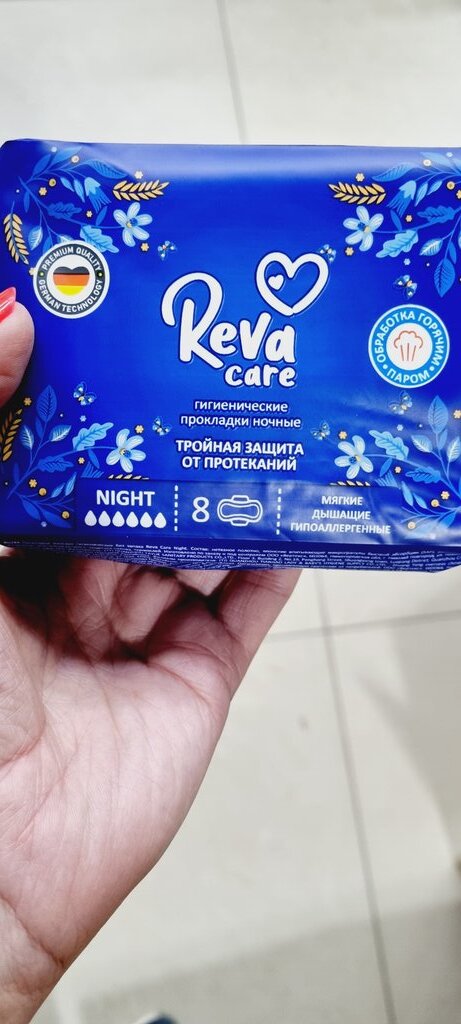 PREMIUM QUALITY
GERMAN TECHNOLOGY
Reva
care
ОБРАБОТКА ГОРЯЧИМ
ПАРОМ
гигиенические
прокладки ночные
ТРОЙНАЯ ЗАЩИТА
ОТ ПРОТЕКАНИЙ
NIGHT
8
МЯГКИЕ
ДЫШАЩИЕ
ГИПОАЛЛЕРГЕННЫЕ